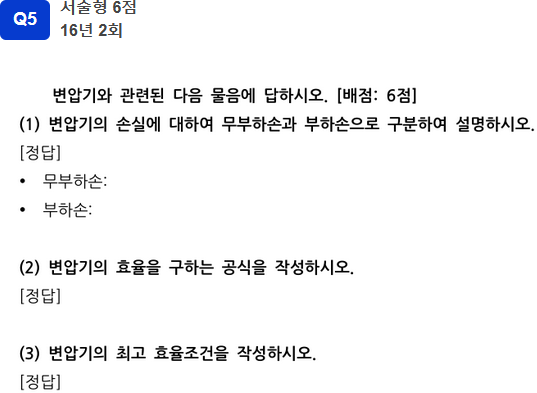 Q5
서술형 6점
16년 2회
변압기와 관련된 다음 물음에 답하시오. [배점: 6점]
(1) 변압기의 손실에 대하여 무부하손과 부하손으로 구분하여 설명하시오.
[정답]
• 무부하손:
• 부하손:
(2) 변압기의 효율을 구하는 공식을 작성하시오.
[정답]
(3) 변압기의 최고 효율조건을 작성하시오.
[정답]